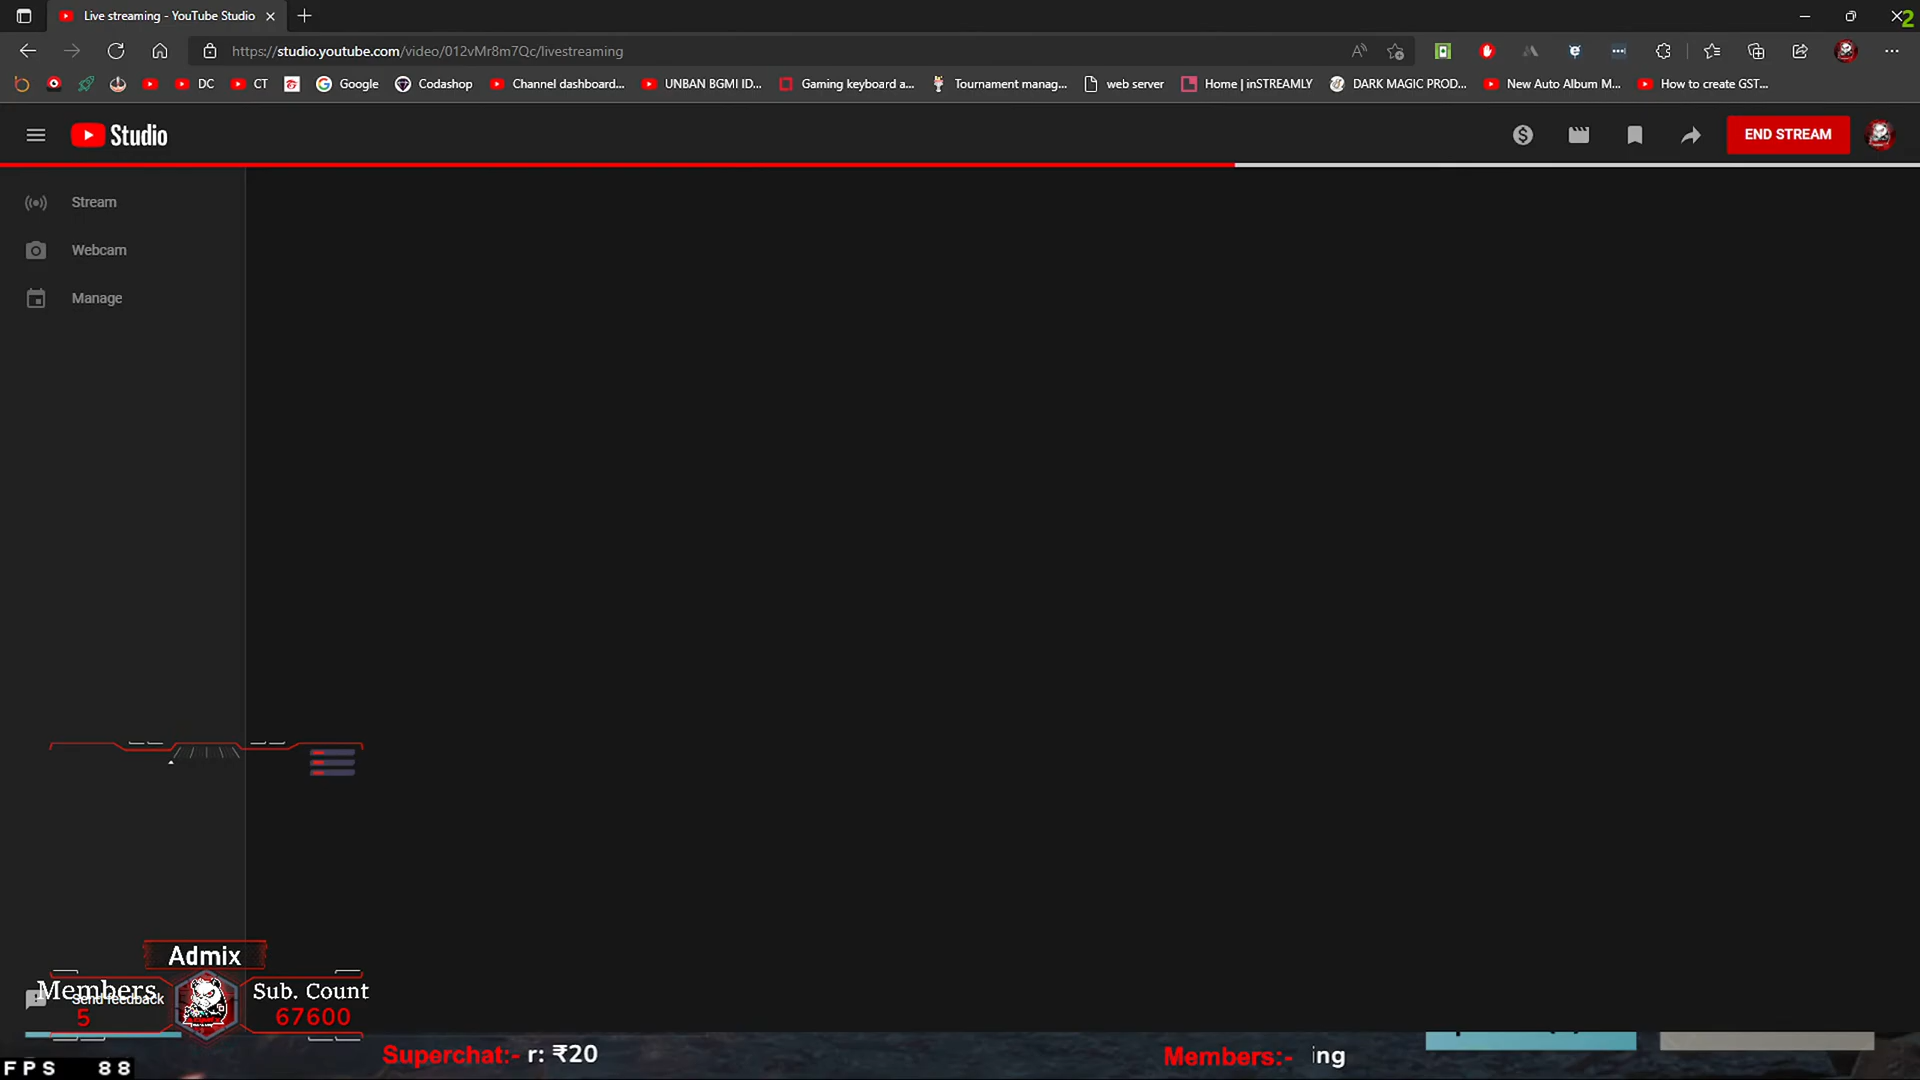 Live streaming - YouTube Studio
https://studio.youtube.com/video/012vMr8m7Qc/livestreaming
2
DC
CT
Google
Codashop
Channel dashboard...
UNBAN BGMI ID...
Gaming keyboard a...
Tournament manag...
web server
Home | inSTREAMLY
DARK MAGIC PROD...
New Auto Album M...
How to create GST...
Studio
END STREAM
Stream
Webcam
Manage
Admix
Members
Send feedback
5
Sub. Count
67600
Superchat:- r: ₹20
Members:- ing
FPS 88